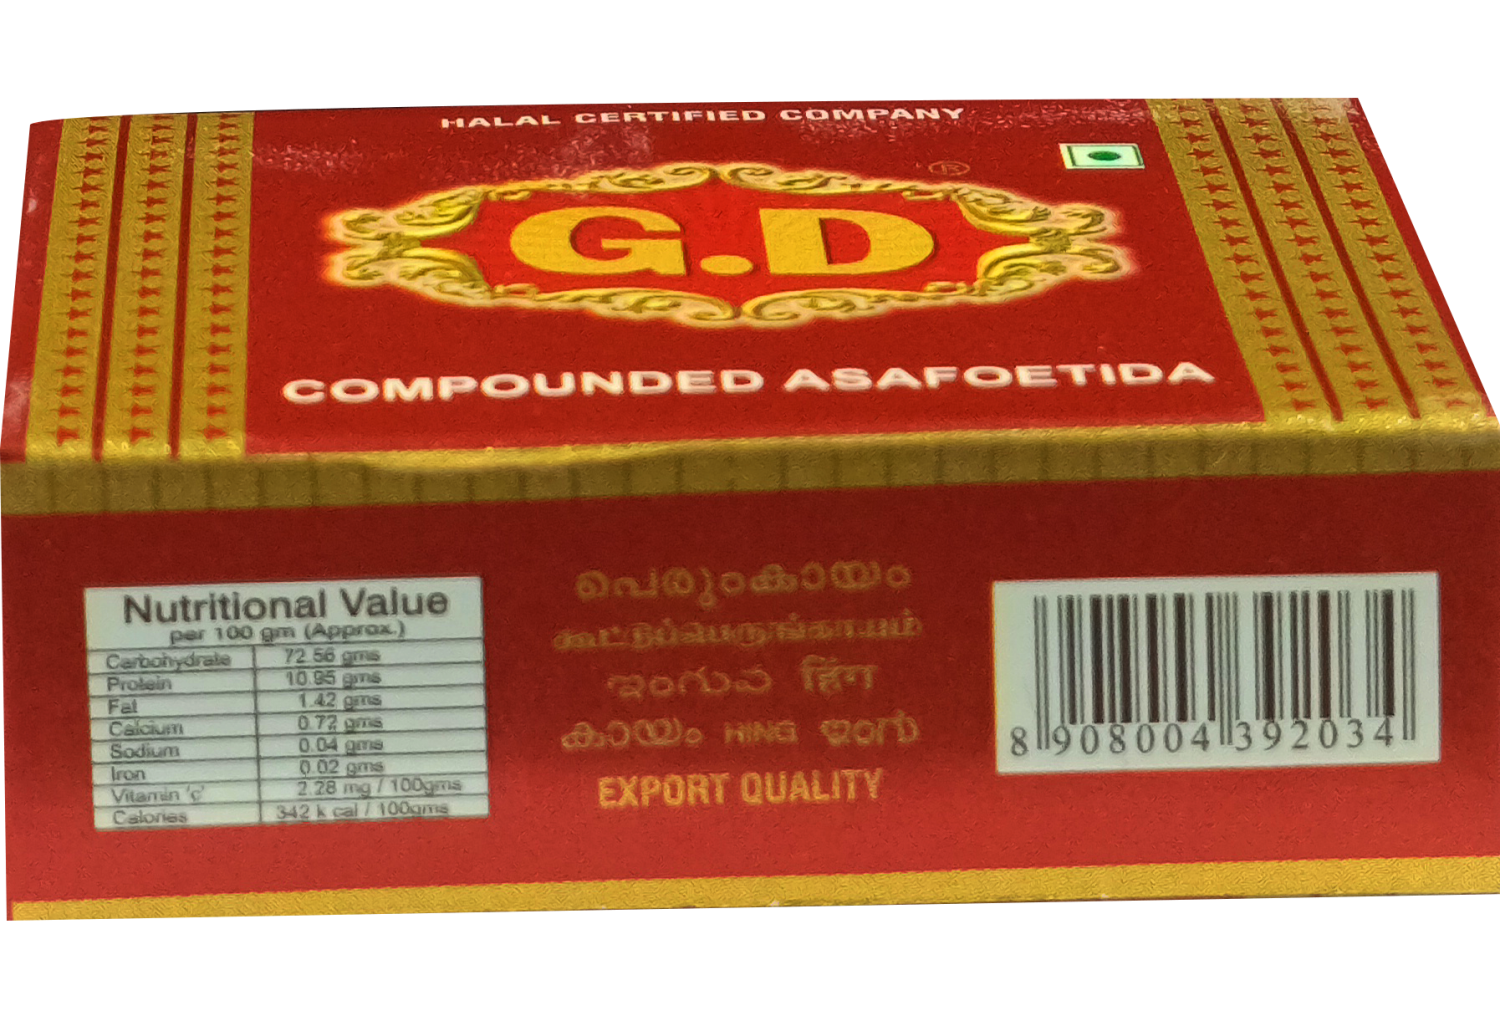 HALAL CERTIFIED COMPANY
®
G.D
COMPOUNDED ASAFOETIDA
Nutritional Value
per 100 gm (Approx.)
Carbohydrate 72.56 gms
Protein 10.95 gms
Fat 1.42 gms
Calcium 0.72 gms
Sodium 0.04 gms
Iron 0.02 gms
Vitamin 'c' 2.28 mg / 100gms
Calories 342 k cal / 100gms
പെരുംകായം
கூட்டுப்பெருங்காயம்
ఇంగువ हींग
കായം HING
EXPORT QUALITY
8 908004 392034